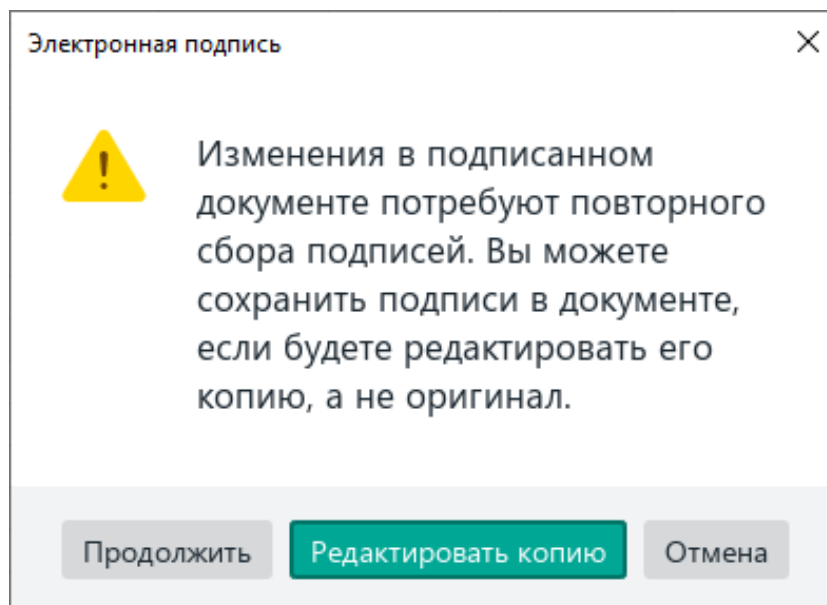 Электронная подпись
Изменения в подписанном
документе потребуют повторного
сбора подписей. Вы можете
сохранить подписи в документе,
если будете редактировать его
копию, а не оригинал.
Продолжить Редактировать копию Отмена